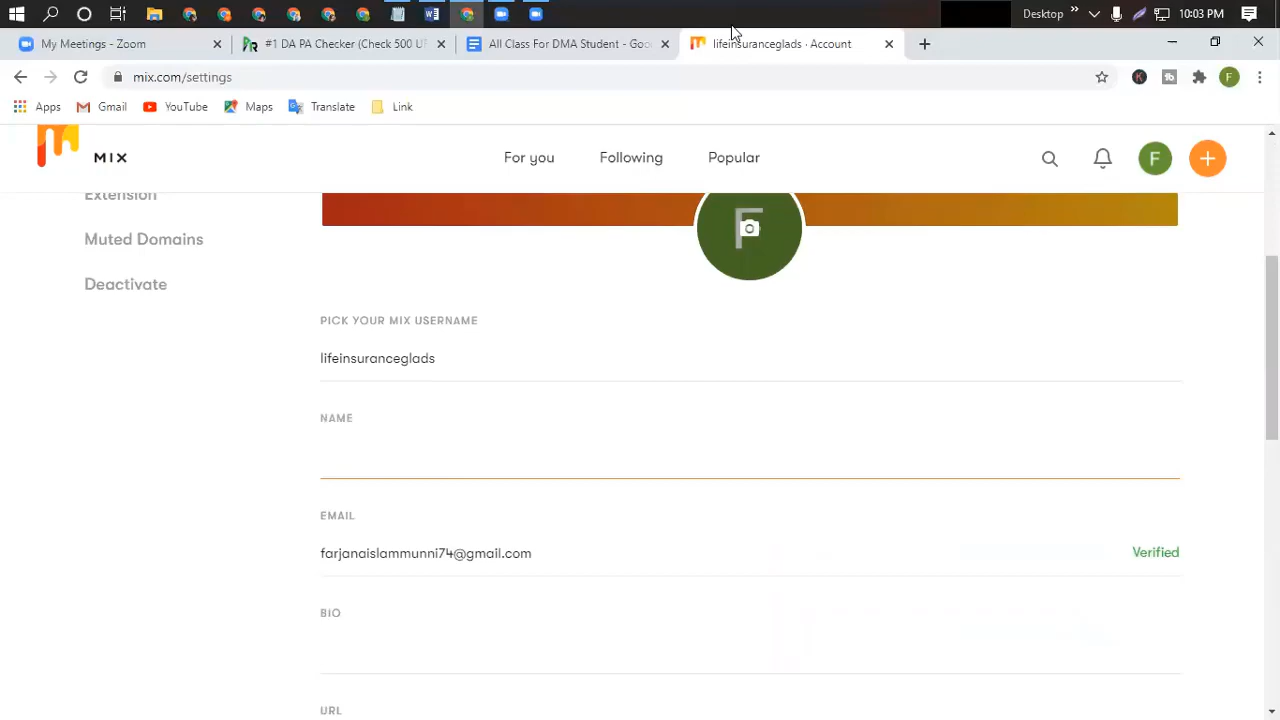 Desktop
10:03 PM
My Meetings - Zoom
#1 DA PA Checker (Check 500 U
All Class For DMA Student - Goo
lifeinsuranceglads · Account
mix.com/settings
Apps
Gmail
YouTube
Maps
Translate
Link
MIX
For you
Following
Popular
F
Extension
Muted Domains
Deactivate
F
PICK YOUR MIX USERNAME
lifeinsuranceglads
NAME
EMAIL
farjanaislammunni74@gmail.com
Verified
BIO
URL